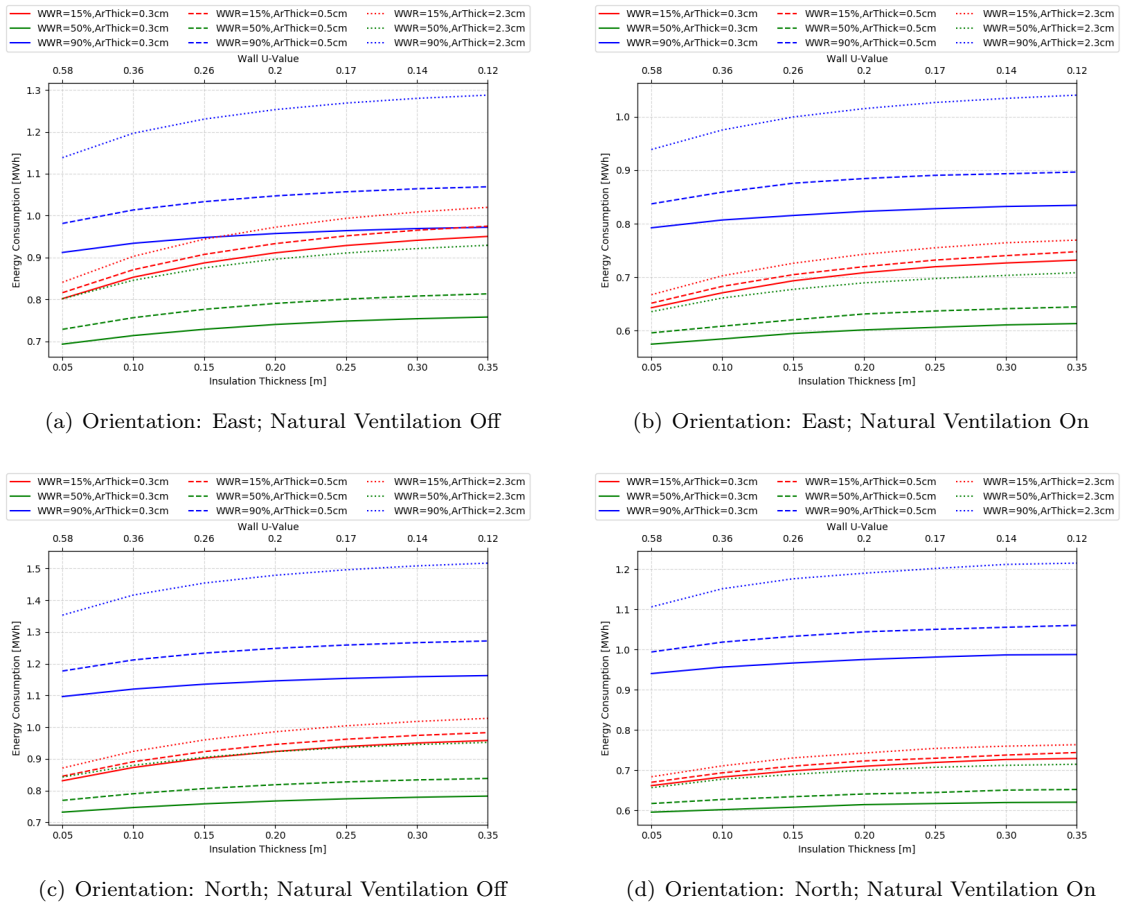 WWR=15%,ArThick=0.3cm WWR=15%,ArThick=0.5cm WWR=15%,ArThick=2.3cm
WWR=50%,ArThick=0.3cm WWR=50%,ArThick=0.5cm WWR=50%,ArThick=2.3cm
WWR=90%,ArThick=0.3cm WWR=90%,ArThick=0.5cm WWR=90%,ArThick=2.3cm
Wall U-Value
0.58 0.36 0.26 0.2 0.17 0.14 0.12
Energy Consumption [MWh]
1.3
1.2
1.1
1.0
0.9
0.8
0.7
0.05 0.10 0.15 0.20 0.25 0.30 0.35
Insulation Thickness [m]
(a) Orientation: East; Natural Ventilation Off
WWR=15%,ArThick=0.3cm WWR=15%,ArThick=0.5cm WWR=15%,ArThick=2.3cm
WWR=50%,ArThick=0.3cm WWR=50%,ArThick=0.5cm WWR=50%,ArThick=2.3cm
WWR=90%,ArThick=0.3cm WWR=90%,ArThick=0.5cm WWR=90%,ArThick=2.3cm
Wall U-Value
0.58 0.36 0.26 0.2 0.17 0.14 0.12
Energy Consumption [MWh]
1.0
0.9
0.8
0.7
0.6
0.05 0.10 0.15 0.20 0.25 0.30 0.35
Insulation Thickness [m]
(b) Orientation: East; Natural Ventilation On
WWR=15%,ArThick=0.3cm WWR=15%,ArThick=0.5cm WWR=15%,ArThick=2.3cm
WWR=50%,ArThick=0.3cm WWR=50%,ArThick=0.5cm WWR=50%,ArThick=2.3cm
WWR=90%,ArThick=0.3cm WWR=90%,ArThick=0.5cm WWR=90%,ArThick=2.3cm
Wall U-Value
0.58 0.36 0.26 0.2 0.17 0.14 0.12
Energy Consumption [MWh]
1.5
1.4
1.3
1.2
1.1
1.0
0.9
0.8
0.7
0.05 0.10 0.15 0.20 0.25 0.30 0.35
Insulation Thickness [m]
(c) Orientation: North; Natural Ventilation Off
WWR=15%,ArThick=0.3cm WWR=15%,ArThick=0.5cm WWR=15%,ArThick=2.3cm
WWR=50%,ArThick=0.3cm WWR=50%,ArThick=0.5cm WWR=50%,ArThick=2.3cm
WWR=90%,ArThick=0.3cm WWR=90%,ArThick=0.5cm WWR=90%,ArThick=2.3cm
Wall U-Value
0.58 0.36 0.26 0.2 0.17 0.14 0.12
Energy Consumption [MWh]
1.2
1.1
1.0
0.9
0.8
0.7
0.6
0.05 0.10 0.15 0.20 0.25 0.30 0.35
Insulation Thickness [m]
(d) Orientation: North; Natural Ventilation On